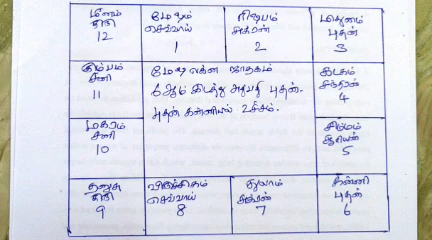 மீனம்
குரு
12
மேஷம்
செவ்வாய்
1
ரிஷபம்
சுக்ரன்
2
மிதுனம்
புதன்
3
கும்பம்
சனி
11
மேஷ லக்ன ஜாதகம்
6ஆம் இடத்து அதிபதி புதன்.
புதன் கன்னியில் உச்சம்.
கடகம்
சந்திரன்
4
மகரம்
சனி
10
சிம்மம்
சூரியன்
5
தனுசு
குரு
9
விருச்சிகம்
செவ்வாய்
8
துலாம்
சுக்ரன்
7
கன்னி
புதன்
6